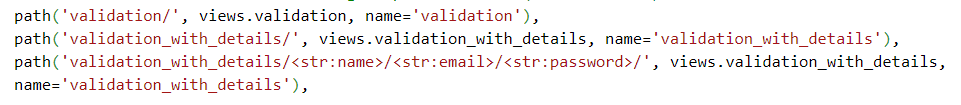 path('validation/', views.validation, name='validation'),
path('validation_with_details/', views.validation_with_details, name='validation_with_details'),
path('validation_with_details/<str:name>/<str:email>/<str:password>/', views.validation_with_details,
name='validation_with_details'),